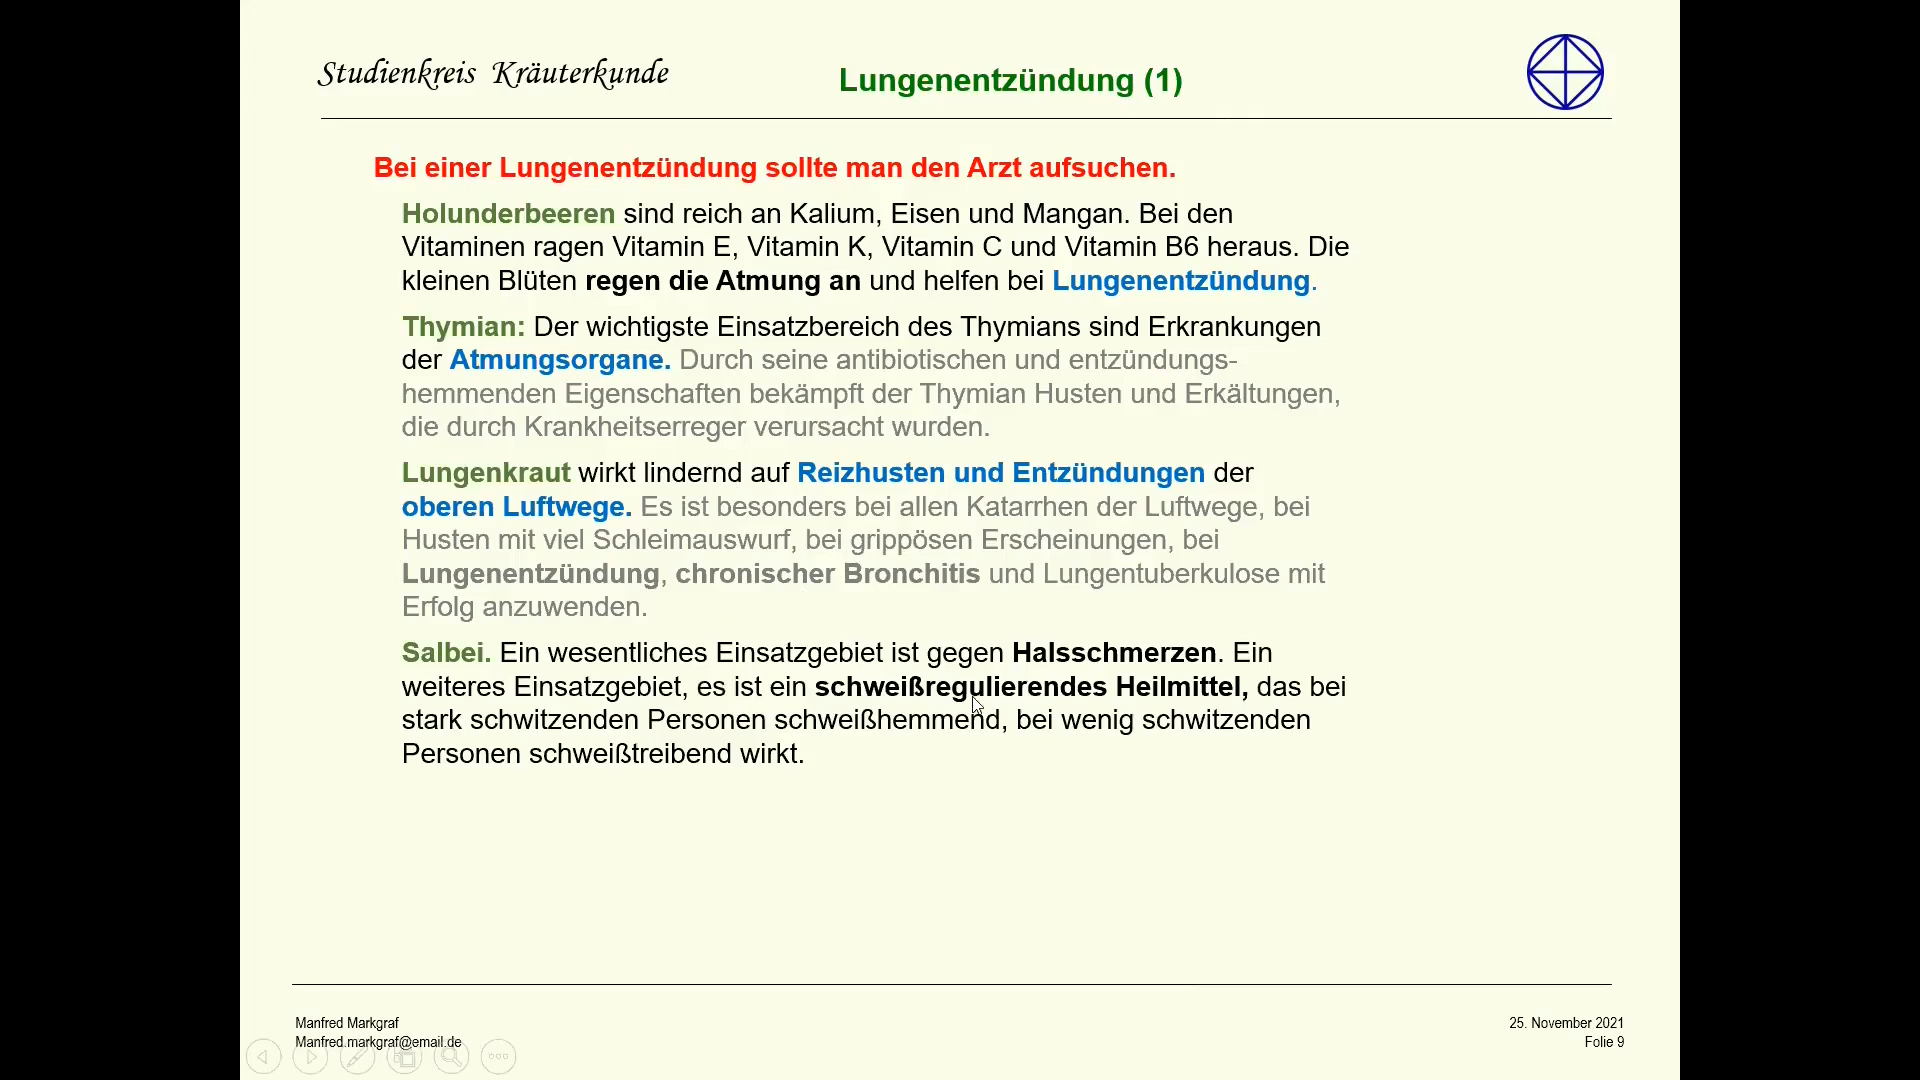 Studienkreis Kräuterkunde
Lungenentzündung (1)
Bei einer Lungenentzündung sollte man den Arzt aufsuchen.
Holunderbeeren sind reich an Kalium, Eisen und Mangan. Bei den
Vitaminen ragen Vitamin E, Vitamin K, Vitamin C und Vitamin B6 heraus. Die
kleinen Blüten regen die Atmung an und helfen bei Lungenentzündung.
Thymian: Der wichtigste Einsatzbereich des Thymians sind Erkrankungen
der Atmungsorgane. Durch seine antibiotischen und entzündungs-
hemmenden Eigenschaften bekämpft der Thymian Husten und Erkältungen,
die durch Krankheitserreger verursacht wurden.
Lungenkraut wirkt lindernd auf Reizhusten und Entzündungen der
oberen Luftwege. Es ist besonders bei allen Katarrhen der Luftwege, bei
Husten mit viel Schleimauswurf, bei grippösen Erscheinungen, bei
Lungenentzündung, chronischer Bronchitis und Lungentuberkulose mit
Erfolg anzuwenden.
Salbei. Ein wesentliches Einsatzgebiet ist gegen Halsschmerzen. Ein
weiteres Einsatzgebiet, es ist ein schweißregulierendes Heilmittel, das bei
stark schwitzenden Personen schweißhemmend, bei wenig schwitzenden
Personen schweißtreibend wirkt.
Manfred Markgraf
Manfred.markgraf@email.de
25. November 2021
Folie 9